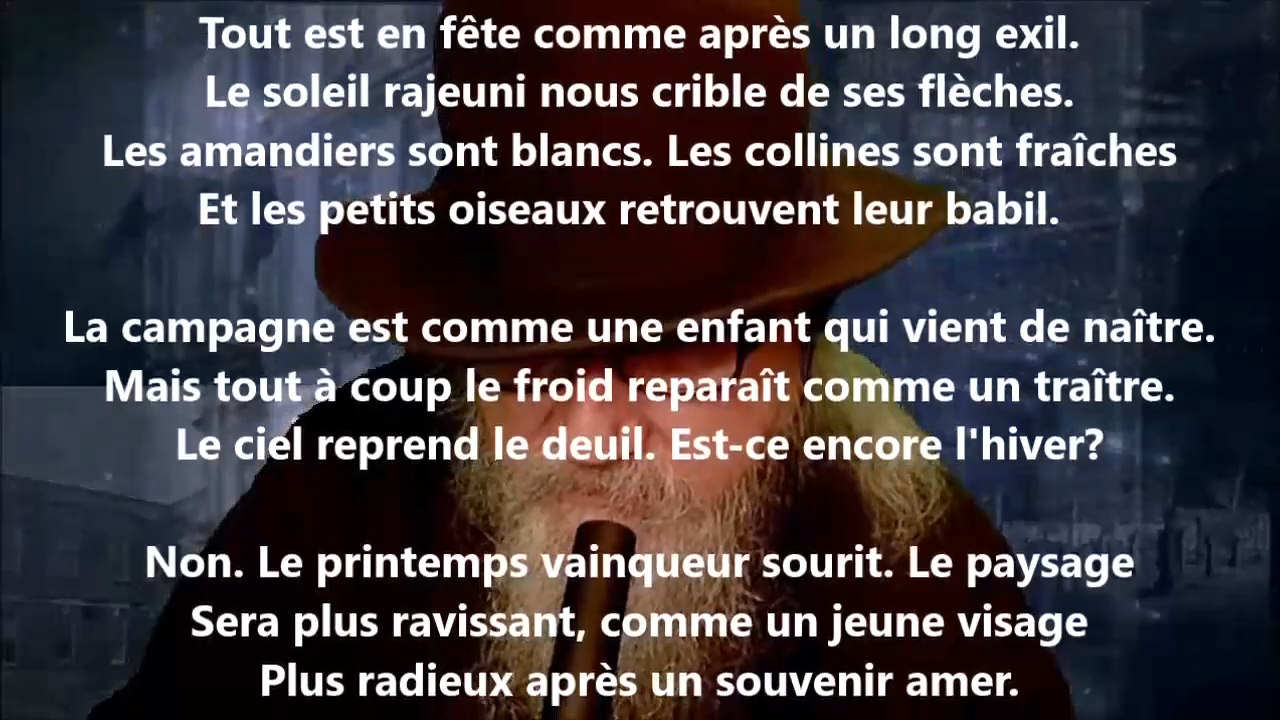 Tout est en fête comme après un long exil.
Le soleil rajeuni nous crible de ses flèches.
Les amandiers sont blancs. Les collines sont fraîches
Et les petits oiseaux retrouvent leur babil.
La campagne est comme une enfant qui vient de naître.
Mais tout à coup le froid reparaît comme un traître.
Le ciel reprend le deuil. Est-ce encore l'hiver?
Non. Le printemps vainqueur sourit. Le paysage
Sera plus ravissant, comme un jeune visage
Plus radieux après un souvenir amer.